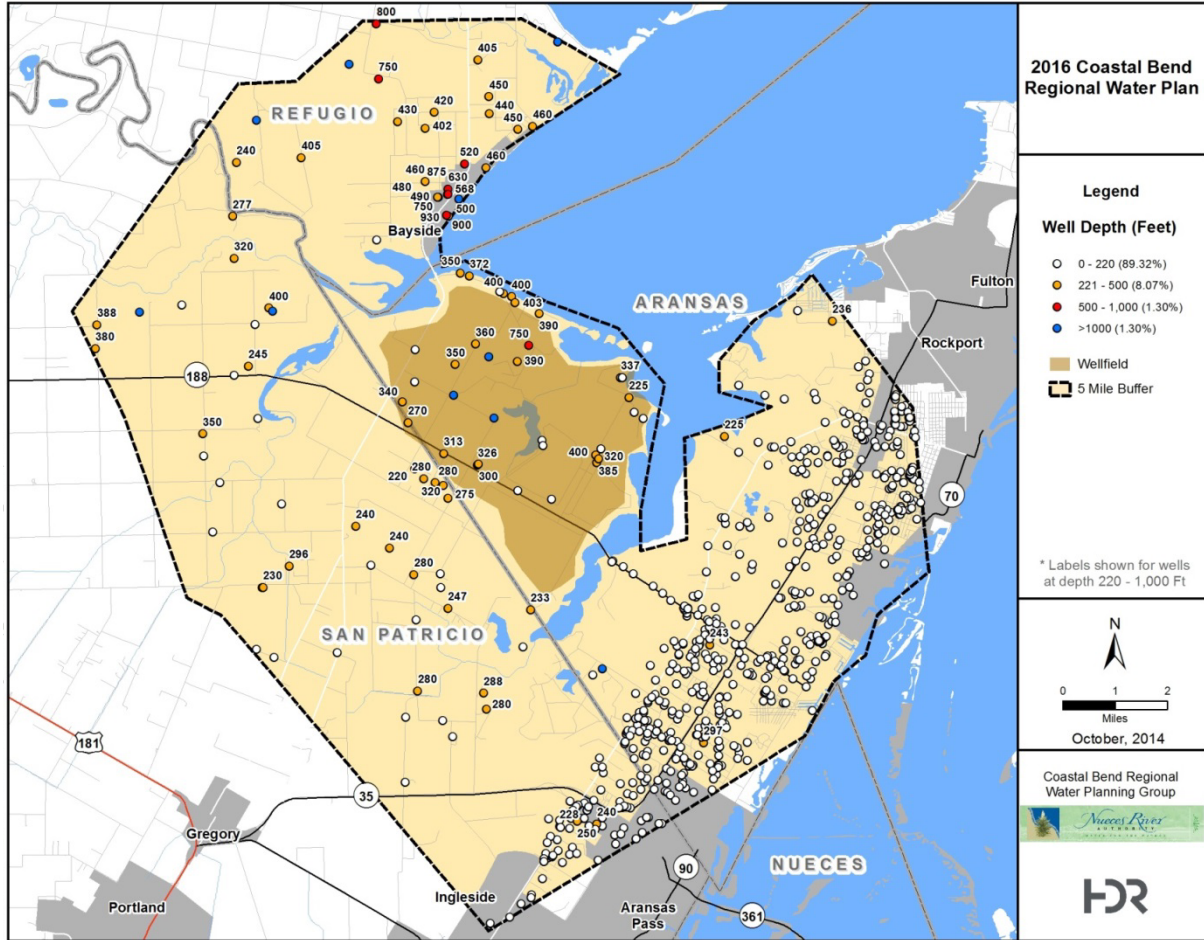 800
405
750
450
420
440
430
402
450
460
REFUGIO
240
405
520
460
460
875
630
480
568
490
750
500
930
900
Bayside
277
320
350
372
400
400
400
403
390
ARANSAS
388
380
360
750
350
390
337
225
245
188
340
270
350
313
326
300
400
320
385
225
236
Fulton
Rockport
70
280
220
280
320
275
240
240
296
230
280
247
233
SAN PATRICIO
243
280
288
280
297
181
35
Gregory
228
240
250
Portland
Ingleside
Aransas
Pass
90
NUECES
361
2016 Coastal Bend
Regional Water Plan
Legend
Well Depth (Feet)
0 - 220 (89.32%)
221 - 500 (8.07%)
500 - 1,000 (1.30%)
>1000 (1.30%)
Wellfield
5 Mile Buffer
* Labels shown for wells
at depth 220 - 1,000 Ft
N
0 1 2
Miles
October, 2014
Coastal Bend Regional
Water Planning Group
Nueces River
AUTHORITY
HDR